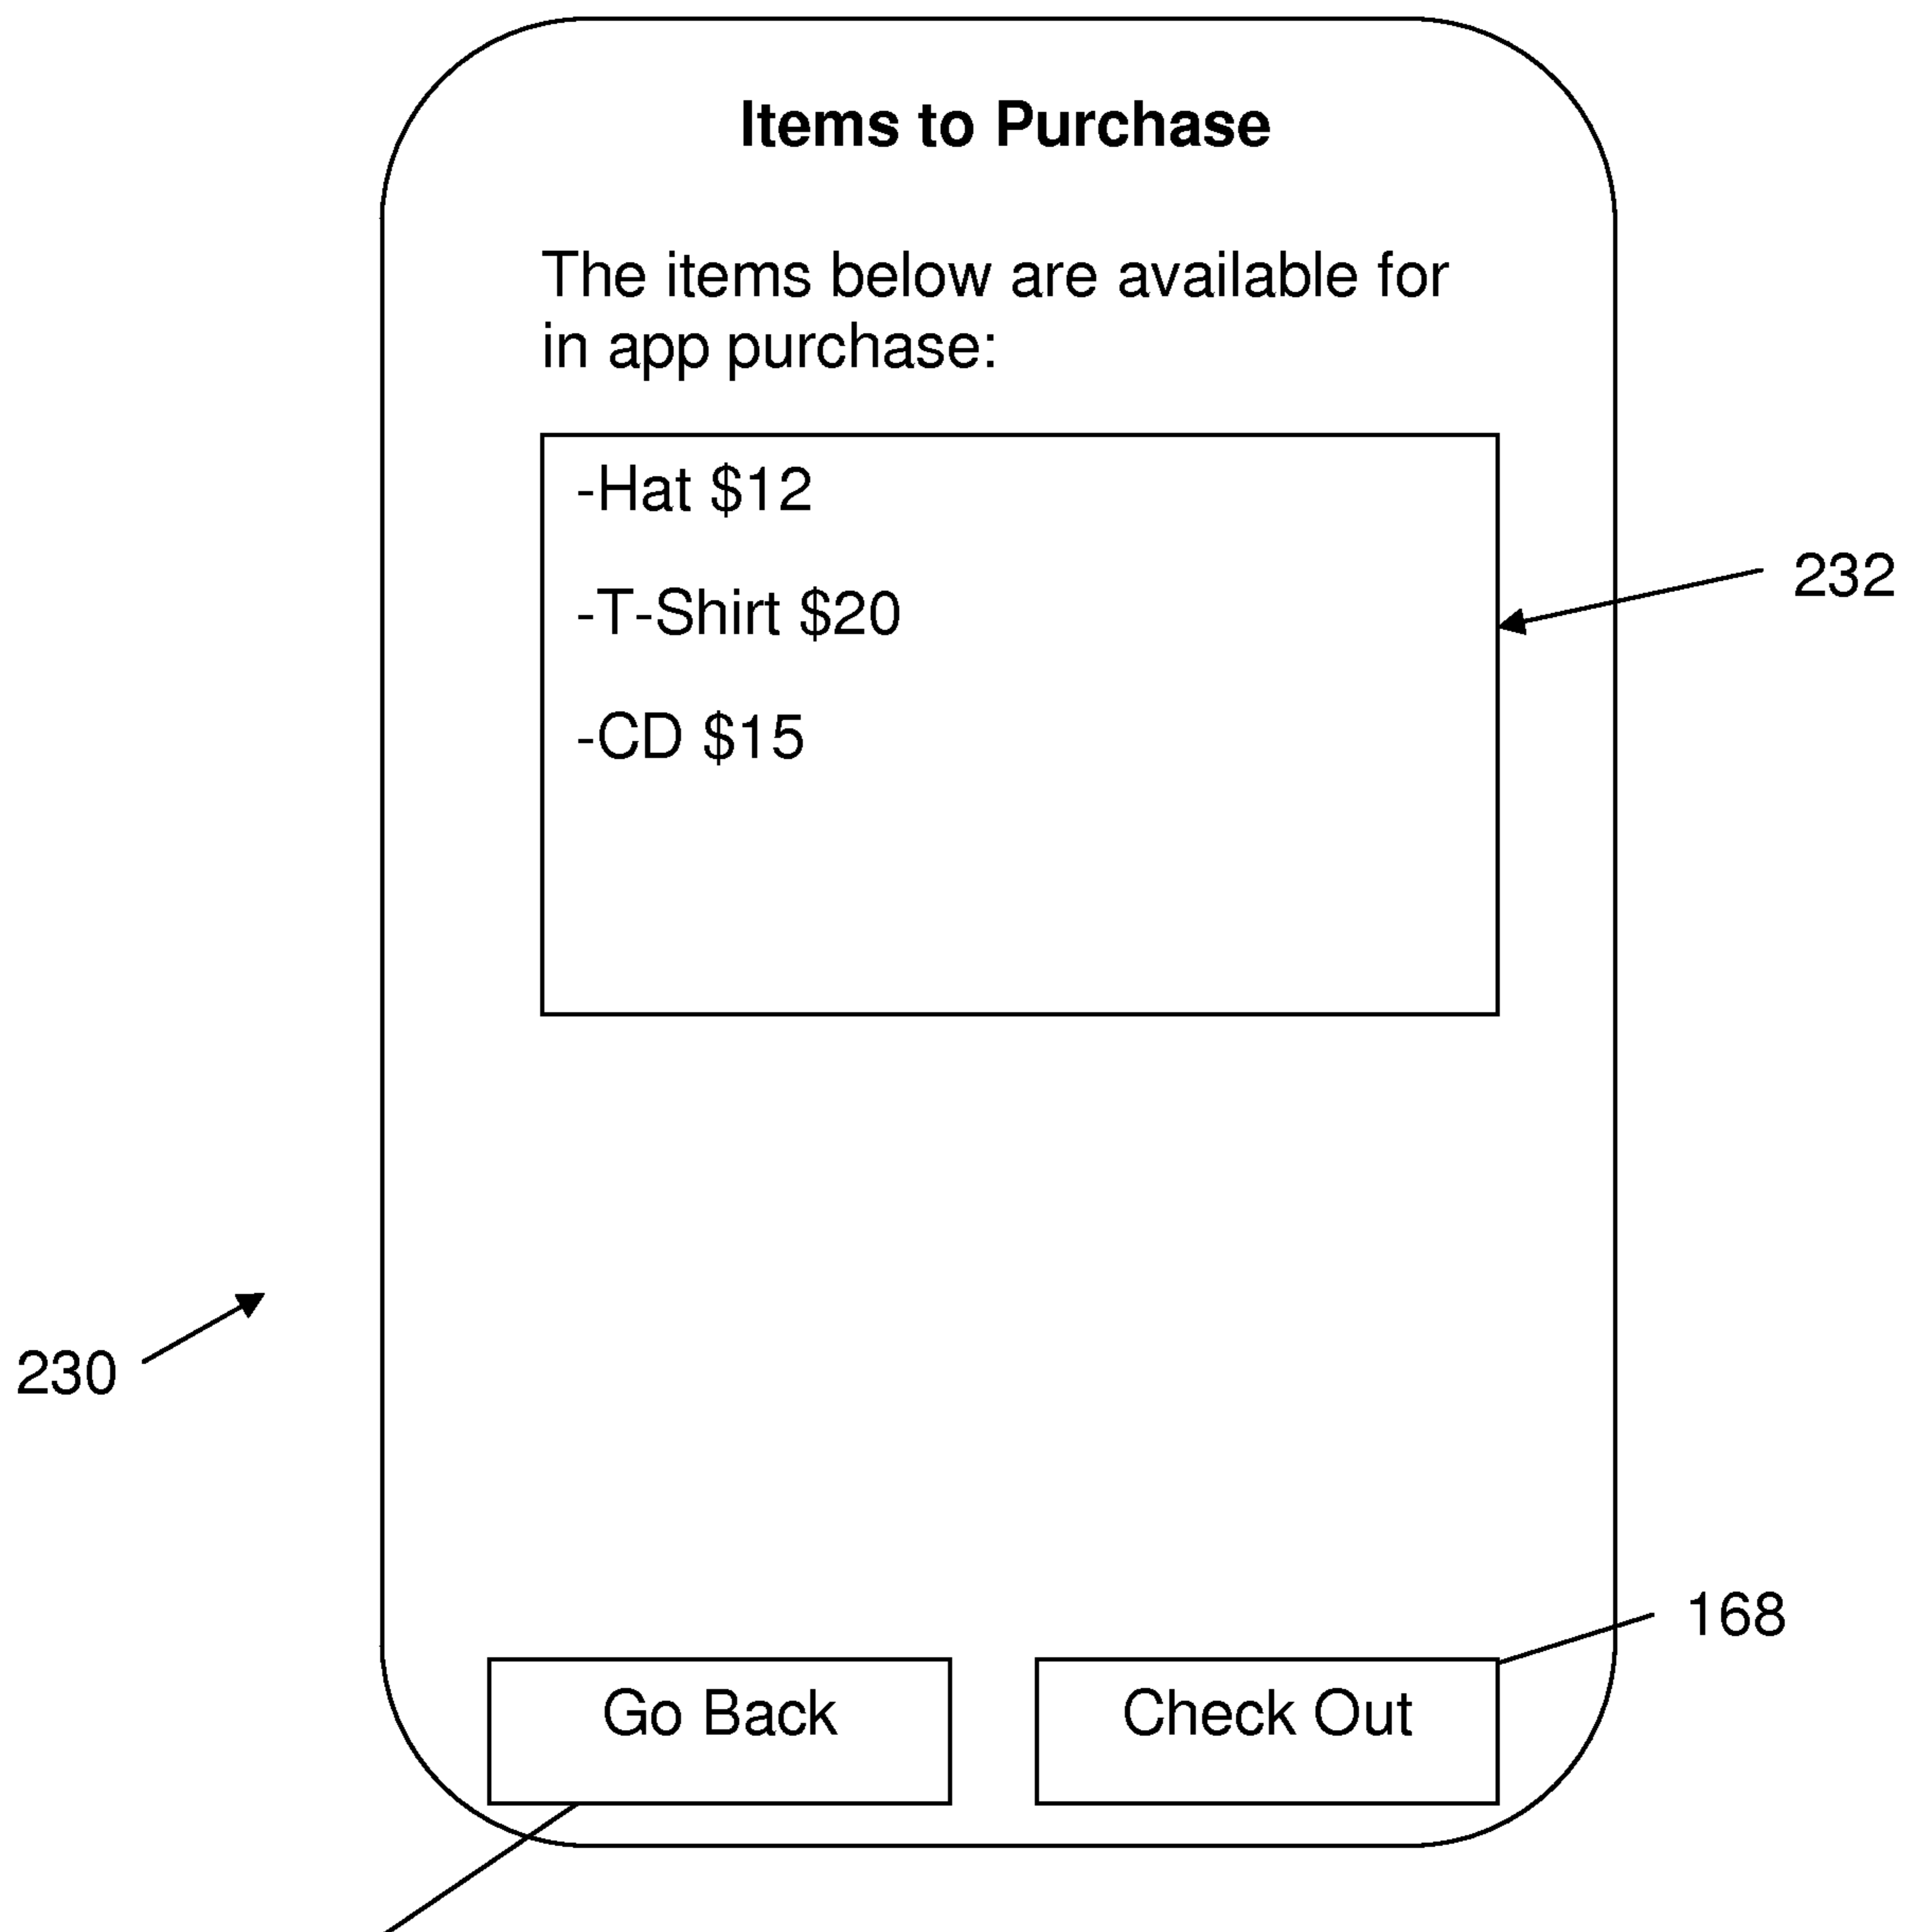 Items to Purchase
The items below are available for
in app purchase:
-Hat $12
-T-Shirt $20
-CD $15
232
230
168
Go Back
Check Out